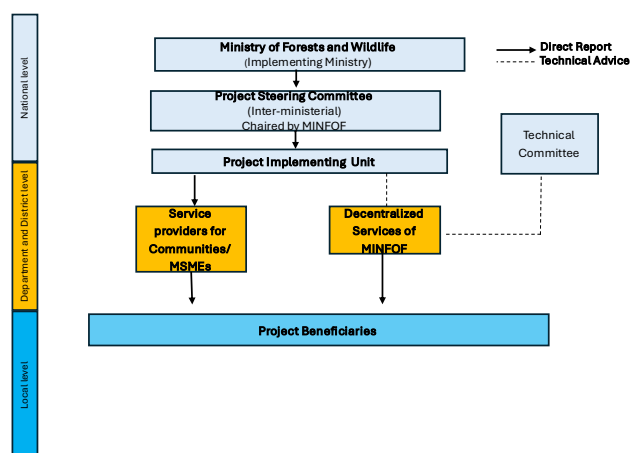 Ministry of Forests and Wildlife
(Implementing Ministry)
Direct Report
Technical Advice
National level
Project Steering Committee
(Inter-ministerial)
Chaired by MINFOF
Technical
Committee
Project Implementing Unit
Department and District level
Service
providers for
Communities/
MSMEs
Decentralized
Services of
MINFOF
Project Beneficiaries
Local level